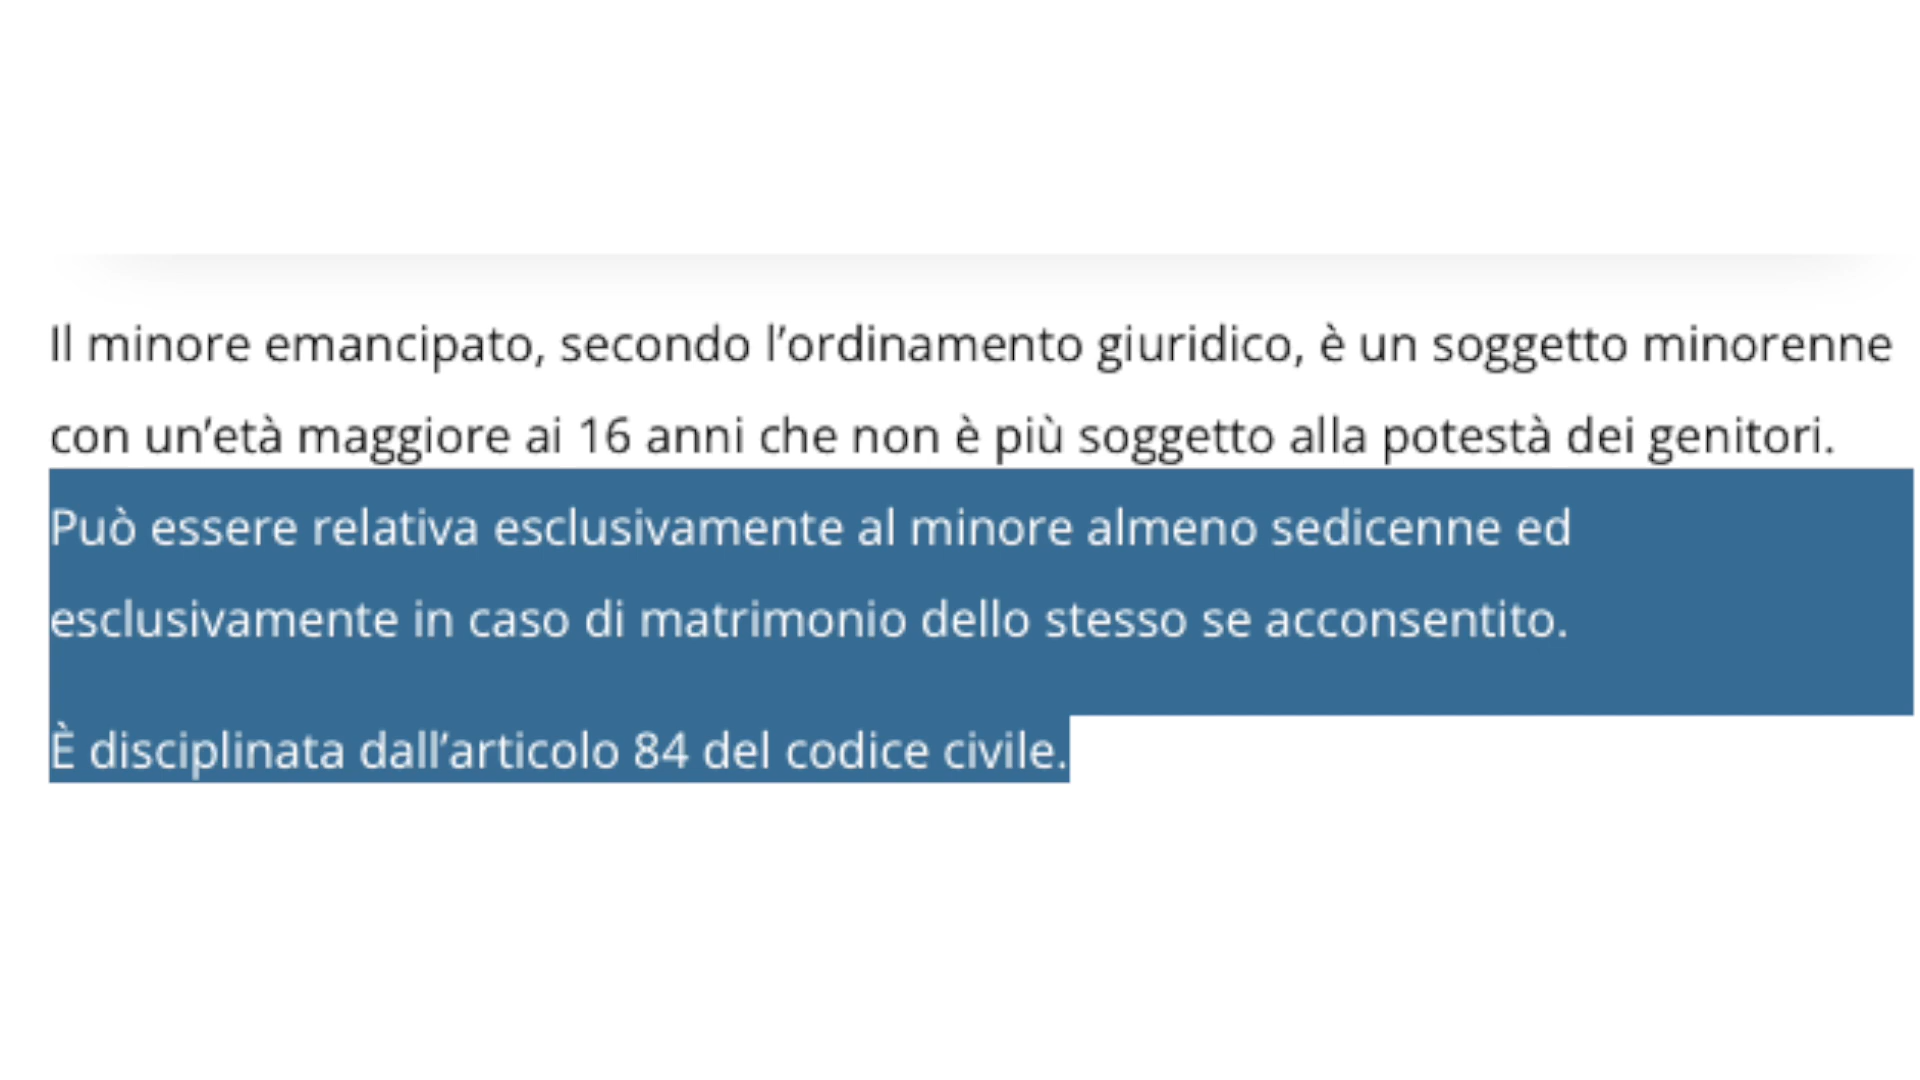 Il minore emancipato, secondo l’ordinamento giuridico, è un soggetto minorenne
con un’età maggiore ai 16 anni che non è più soggetto alla potestà dei genitori.
Può essere relativa esclusivamente al minore almeno sedicenne ed
esclusivamente in caso di matrimonio dello stesso se acconsentito.
È disciplinata dall’articolo 84 del codice civile.